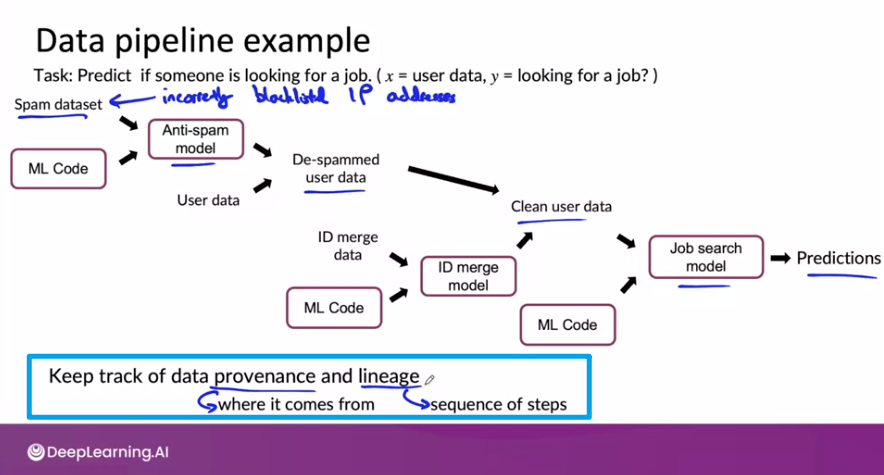 Data pipeline example
Task: Predict if someone is looking for a job. ( x = user data, y = looking for a job? )
Spam dataset
incorrectly blacklisted IP addresses
Anti-spam
model
ML Code
De-spammed
user data
User data
Clean user data
ID merge
data
ID merge
model
ML Code
Job search
model
Predictions
ML Code
Keep track of data provenance and lineage
where it comes from
sequence of steps
DeepLearning.AI